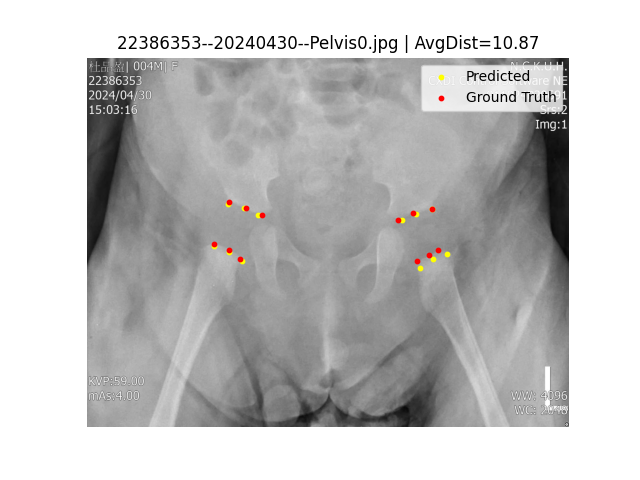 22386353--20240430--Pelvis0.jpg | AvgDist=10.87
| 004M| F
22386353
2024/04/30
15:03:16
N.C.K.U.H.
Predicted
Ground Truth
Srs:2
Img:1
KVP:59.00
mAs:4.00
WW: 4096
WC: